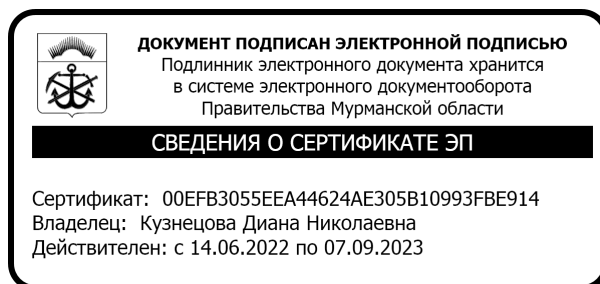 ДОКУМЕНТ ПОДПИСАН ЭЛЕКТРОННОЙ ПОДПИСЬЮ
Подлинник электронного документа хранится
в системе электронного документооборота
Правительства Мурманской области
СВЕДЕНИЯ О СЕРТИФИКАТЕ ЭП
Сертификат: 00EFB3055EEA44624AE305B10993FBE914
Владелец: Кузнецова Диана Николаевна
Действителен: с 14.06.2022 по 07.09.2023